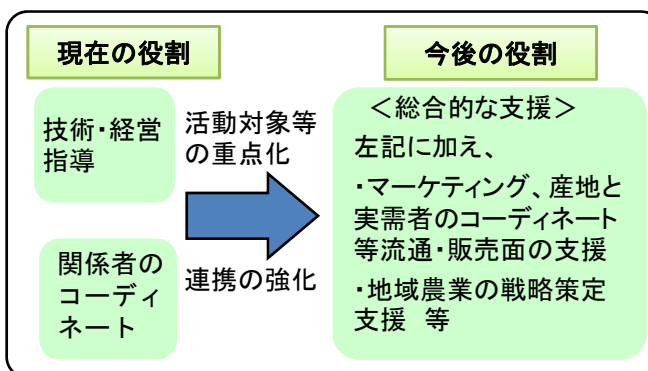 現在の役割
技術・経営
指導
関係者の
コーディ
ネート
活動対象等
の重点化
連携の強化
今後の役割
＜総合的な支援＞
左記に加え、
・マーケティング、産地と
実需者のコーディネート
等流通・販売面の支援
・地域農業の戦略策定
支援　等